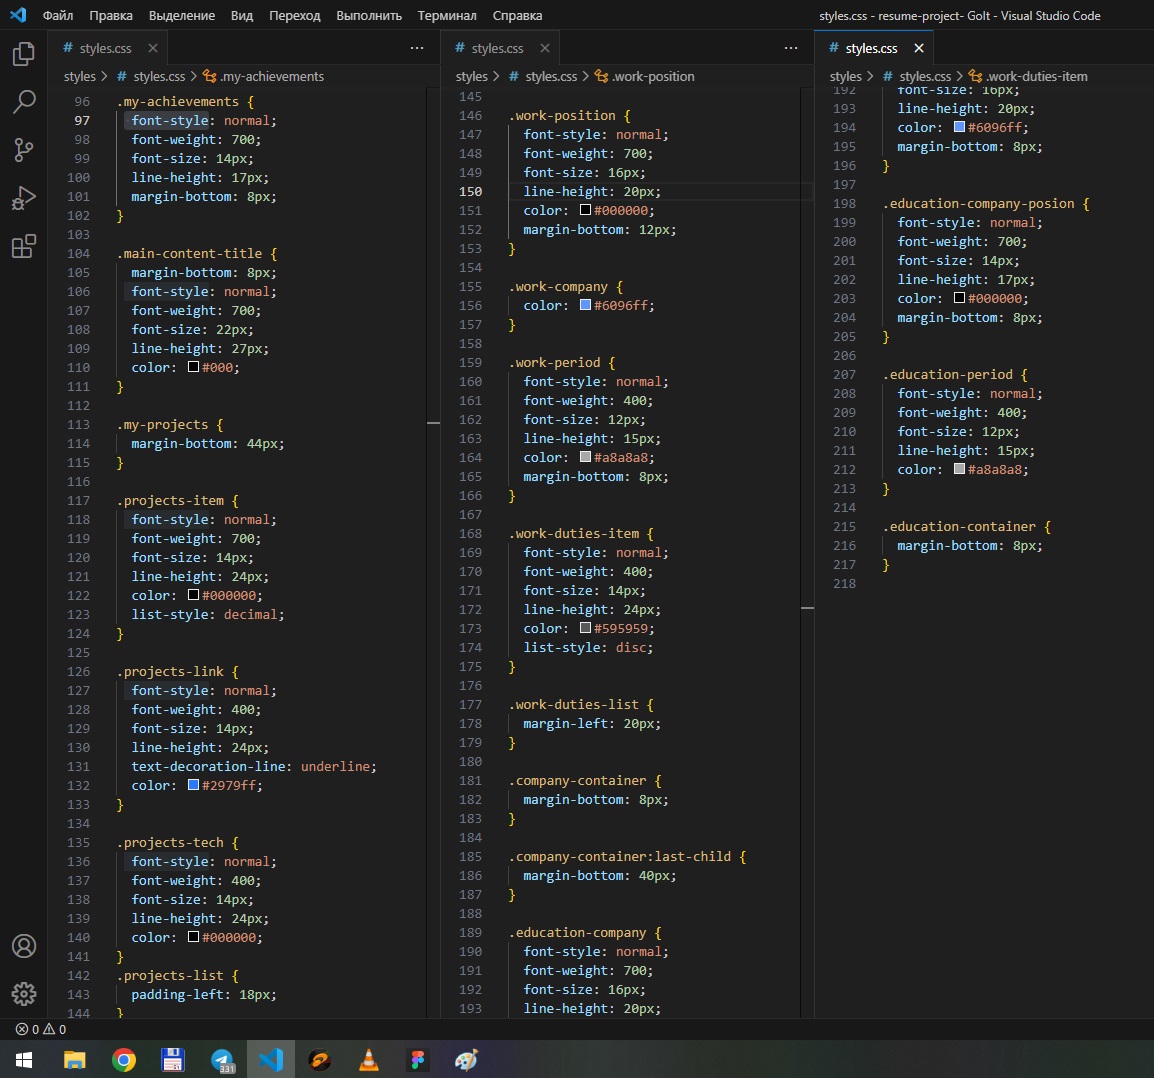 Файл Правка Выделение Вид Переход Выполнить Терминал Справка styles.css - resume-project- Golt - Visual Studio Code
# styles.css × ···
styles > # styles.css > .my-achievements
96 .my-achievements {
97 font-style: normal;
98 font-weight: 700;
99 font-size: 14px;
100 line-height: 17px;
101 margin-bottom: 8px;
102 }
103
104 .main-content-title {
105 margin-bottom: 8px;
106 font-style: normal;
107 font-weight: 700;
108 font-size: 22px;
109 line-height: 27px;
110 color: #000;
111 }
112
113 .my-projects {
114 margin-bottom: 44px;
115 }
116
117 .projects-item {
118 font-style: normal;
119 font-weight: 700;
120 font-size: 14px;
121 line-height: 24px;
122 color: #000000;
123 list-style: decimal;
124 }
125
126 .projects-link {
127 font-style: normal;
128 font-weight: 400;
129 font-size: 14px;
130 line-height: 24px;
131 text-decoration-line: underline;
132 color: #2979ff;
133 }
134
135 .projects-tech {
136 font-style: normal;
137 font-weight: 400;
138 font-size: 14px;
139 line-height: 24px;
140 color: #000000;
141 }
142 .projects-list {
143 padding-left: 18px;
144 }
# styles.css × ···
styles > # styles.css > .work-position
145
146 .work-position {
147 font-style: normal;
148 font-weight: 700;
149 font-size: 16px;
150 line-height: 20px;
151 color: #000000;
152 margin-bottom: 12px;
153 }
154
155 .work-company {
156 color: #6096ff;
157 }
158
159 .work-period {
160 font-style: normal;
161 font-weight: 400;
162 font-size: 12px;
163 line-height: 15px;
164 color: #a8a8a8;
165 margin-bottom: 8px;
166 }
167
168 .work-duties-item {
169 font-style: normal;
170 font-weight: 400;
171 font-size: 14px;
172 line-height: 24px;
173 color: #595959;
174 list-style: disc;
175 }
176
177 .work-duties-list {
178 margin-left: 20px;
179 }
180
181 .company-container {
182 margin-bottom: 8px;
183 }
184
185 .company-container:last-child {
186 margin-bottom: 40px;
187 }
188
189 .education-company {
190 font-style: normal;
191 font-weight: 700;
192 font-size: 16px;
193 line-height: 20px;
# styles.css ×
styles > # styles.css > .work-duties-item
192 font-size: 16px;
193 line-height: 20px;
194 color: #6096ff;
195 margin-bottom: 8px;
196 }
197
198 .education-company-posion {
199 font-style: normal;
200 font-weight: 700;
201 font-size: 14px;
202 line-height: 17px;
203 color: #000000;
204 margin-bottom: 8px;
205 }
206
207 .education-period {
208 font-style: normal;
209 font-weight: 400;
210 font-size: 12px;
211 line-height: 15px;
212 color: #a8a8a8;
213 }
214
215 .education-container {
216 margin-bottom: 8px;
217 }
218
0 0
331